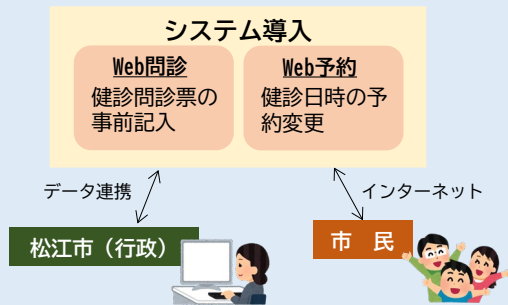 システム導入
Web問診
健診問診票の
事前記入
Web予約
健診日時の予
約変更
データ連携
インターネット
松江市（行政）
市　民